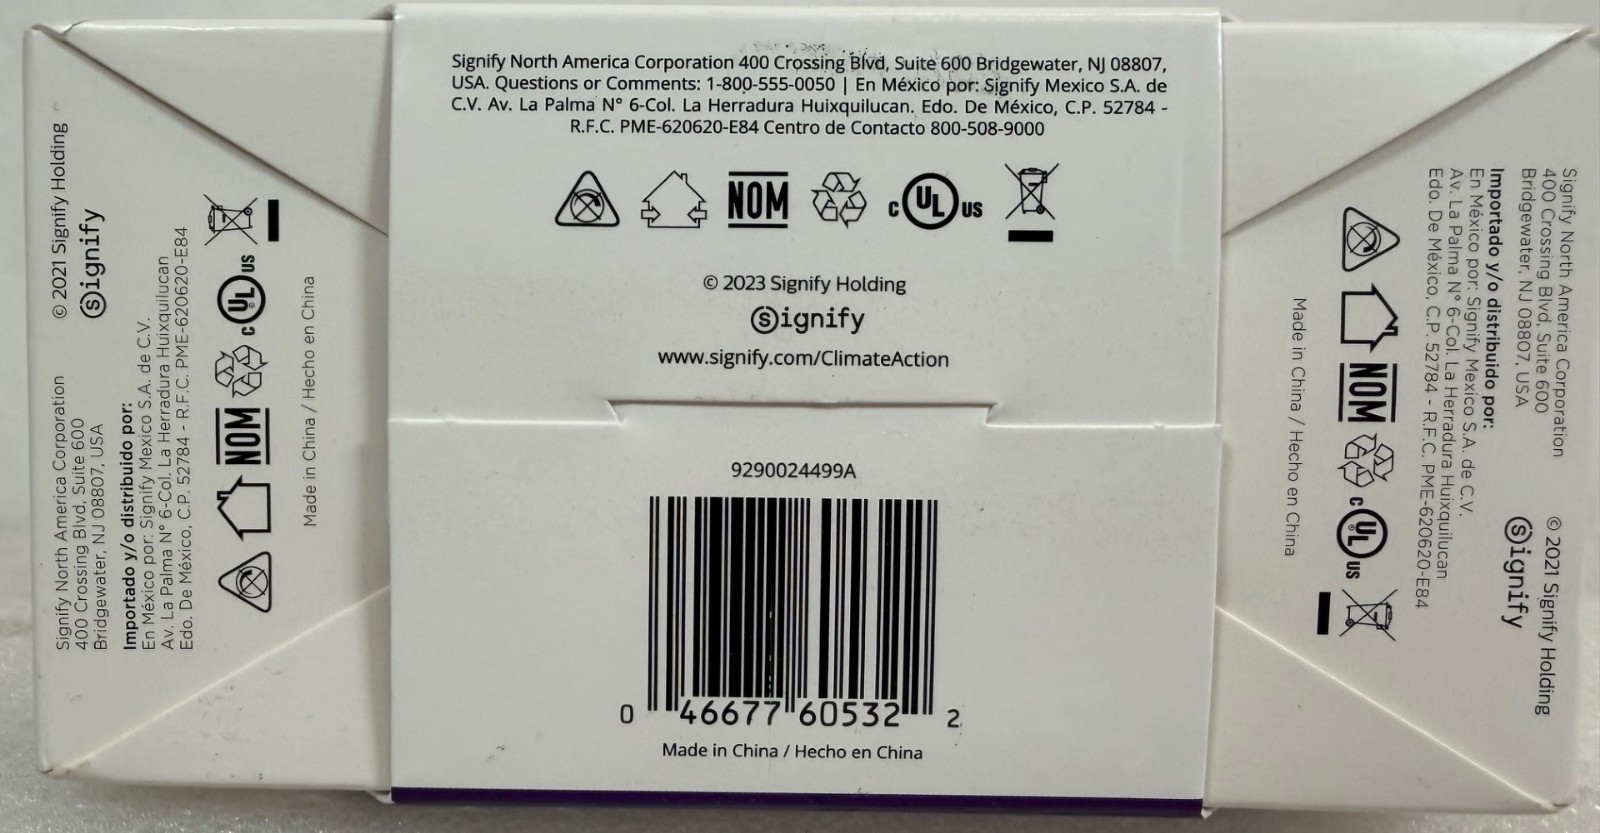 Signify North America Corporation 400 Crossing Blvd, Suite 600 Bridgewater, NJ 08807,
USA. Questions or Comments: 1-800-555-0050 | En México por: Signify Mexico S.A. de
C.V. Av. La Palma N° 6-Col. La Herradura Huixquilucan. Edo. De México, C.P. 52784 -
R.F.C. PME-620620-E84 Centro de Contacto 800-508-9000
NOM
c UL US
© 2023 Signify Holding
Signify
www.signify.com/ClimateAction
9290024499A
0 46677 60532 2
Made in China / Hecho en China
© 2021 Signify Holding
Signify
Signify North America Corporation
400 Crossing Blvd, Suite 600
Bridgewater, NJ 08807, USA
Importado y/o distribuido por:
En México por: Signify Mexico S.A. de C.V.
Av. La Palma N° 6-Col. La Herradura Huixquilucan
Edo. De México, C.P. 52784 - R.F.C. PME-620620-E84
NOM
c UL US
Made in China / Hecho en China
Signify North America Corporation
400 Crossing Blvd, Suite 600
Bridgewater, NJ 08807, USA
Importado y/o distribuido por:
En México por: Signify Mexico S.A. de C.V.
Av. La Palma N° 6-Col. La Herradura Huixquilucan
Edo. De México, C.P. 52784 - R.F.C. PME-620620-E84
NOM
c UL US
Made in China / Hecho en China
© 2021 Signify Holding
Signify